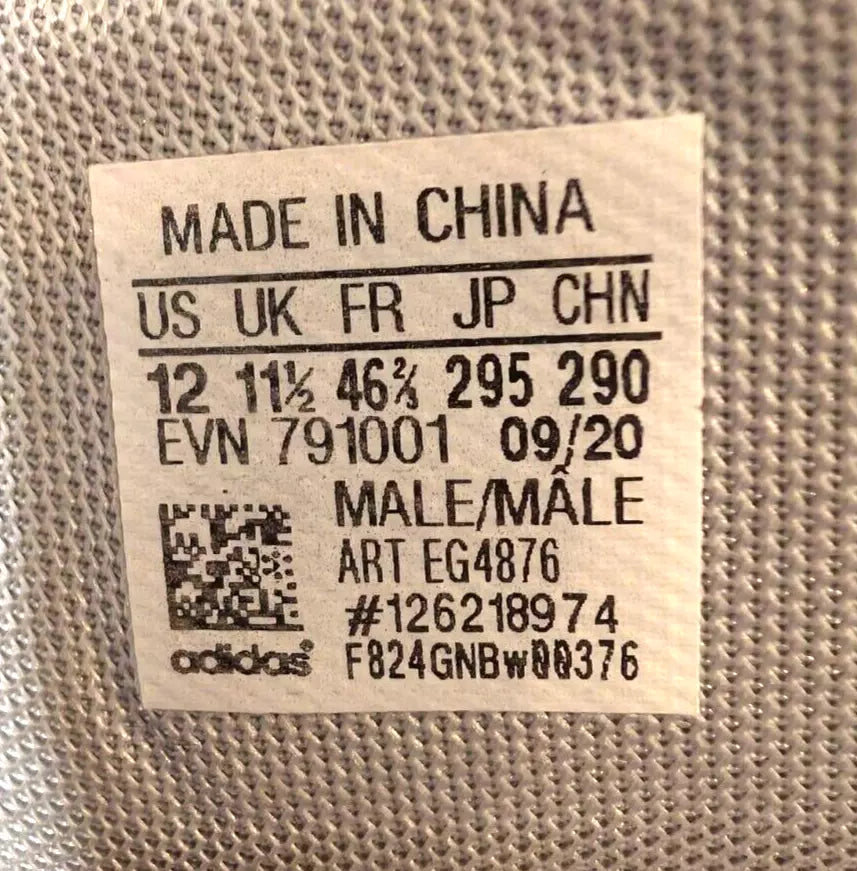 MADE IN CHINA
US UK FR JP CHN
12 11½ 46⅔ 295 290
EVN 791001 09/20
MALE/MÂLE
ART EG4876
#126218974
adidas® F824GNBw00376